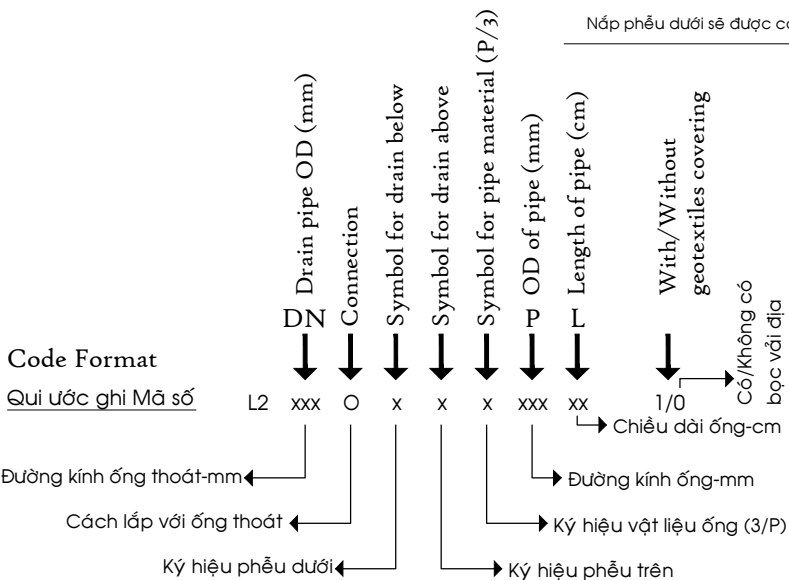 Nắp phễu dưới sẽ được
Drain pipe OD (mm)
Connection
Symbol for drain below
Symbol for drain above
Symbol for pipe material (P/3)
OD of pipe (mm)
Length of pipe (cm)
With/Without
geotextiles covering
DN P L
Code Format
Qui ước ghi Mã số L2 xxx O x x x xxx xx 1/0
Có/Không có
bọc vải địa
Chiều dài ống-cm
Đường kính ống thoát-mm Đường kính ống-mm
Cách lắp với ống thoát Ký hiệu vật liệu ống (3/P)
Ký hiệu phễu dưới Ký hiệu phễu trên